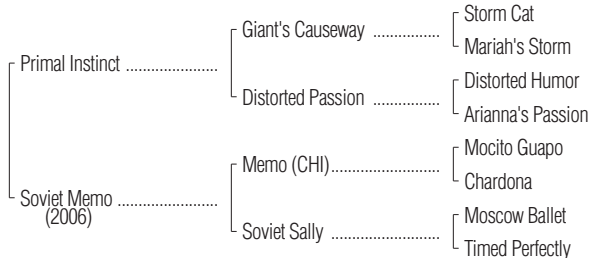 Storm Cat
Giant's Causeway ................
Mariah's Storm
Primal Instinct ......................
Distorted Humor
Distorted Passion ................
Arianna's Passion
Mocito Guapo
Memo (CHI)..........................
Chardona
Soviet Memo ........................
(2006)
Moscow Ballet
Soviet Sally ..........................
Timed Perfectly